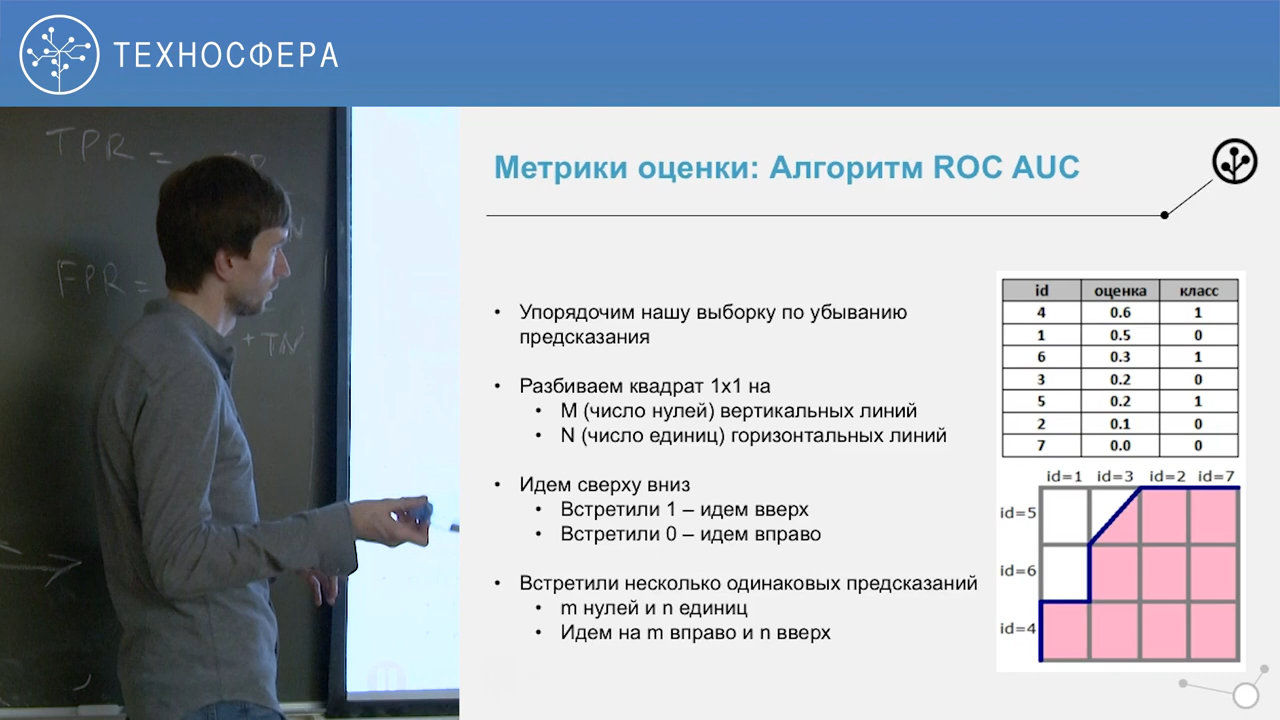 ТЕХНОСФЕРА
TPR =
FPR =
+ TN
Метрики оценки: Алгоритм ROC AUC
• Упорядочим нашу выборку по убыванию
предсказания
• Разбиваем квадрат 1x1 на
• M (число нулей) вертикальных линий
• N (число единиц) горизонтальных линий
• Идем сверху вниз
• Встретили 1 – идем вверх
• Встретили 0 – идем вправо
• Встретили несколько одинаковых предсказаний
• m нулей и n единиц
• Идем на m вправо и n вверх
id оценка класс
4 0.6 1
1 0.5 0
6 0.3 1
3 0.2 0
5 0.2 1
2 0.1 0
7 0.0 0
id=1 id=3 id=2 id=7
id=5
id=6
id=4